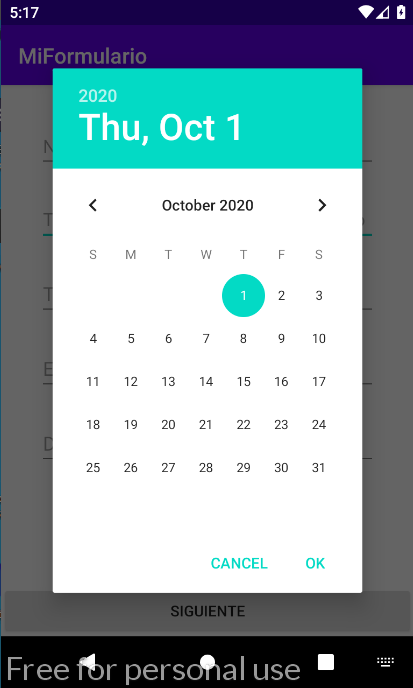 5:17
MiFormulario
2020
Thu, Oct 1
October 2020
S M T W T F S
1 2 3
4 5 6 7 8 9 10
11 12 13 14 15 16 17
18 19 20 21 22 23 24
25 26 27 28 29 30 31
CANCEL OK
SIGUIENTE
Free for personal use